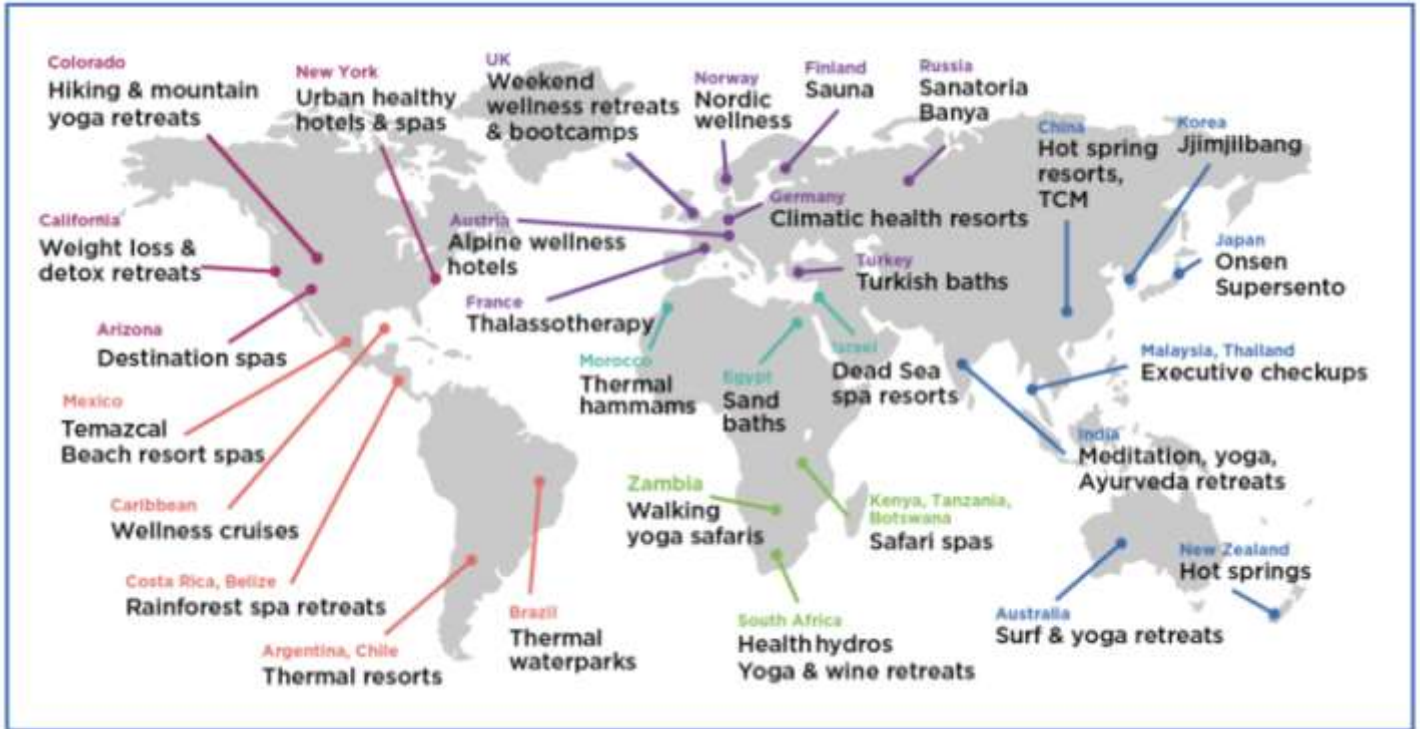 Colorado
Hiking & mountain
yoga retreats
New York
Urban healthy
hotels & spas
UK
Weekend
wellness retreats
& bootcamps
Norway
Nordic
wellness
Finland
Sauna
Russia
Sanatoria
Banya
China
Hot spring
resorts,
TCM
Korea
Jjimjilbang
California
Weight loss &
detox retreats
Austria
Alpine wellness
hotels
Germany
Climatic health resorts
Japan
Onsen
Supersento
Turkey
Turkish baths
France
Thalassotherapy
Arizona
Destination spas
Morocco
Thermal
hammams
Egypt
Sand
baths
Israel
Dead Sea
spa resorts
Malaysia, Thailand
Executive checkups
Mexico
Temazcal
Beach resort spas
India
Meditation, yoga,
Ayurveda retreats
Caribbean
Wellness cruises
Zambia
Walking
yoga safaris
Kenya, Tanzania,
Botswana
Safari spas
New Zealand
Hot springs
Costa Rica, Belize
Rainforest spa retreats
Brazil
Thermal
waterparks
South Africa
Health hydros
Yoga & wine retreats
Australia
Surf & yoga retreats
Argentina, Chile
Thermal resorts